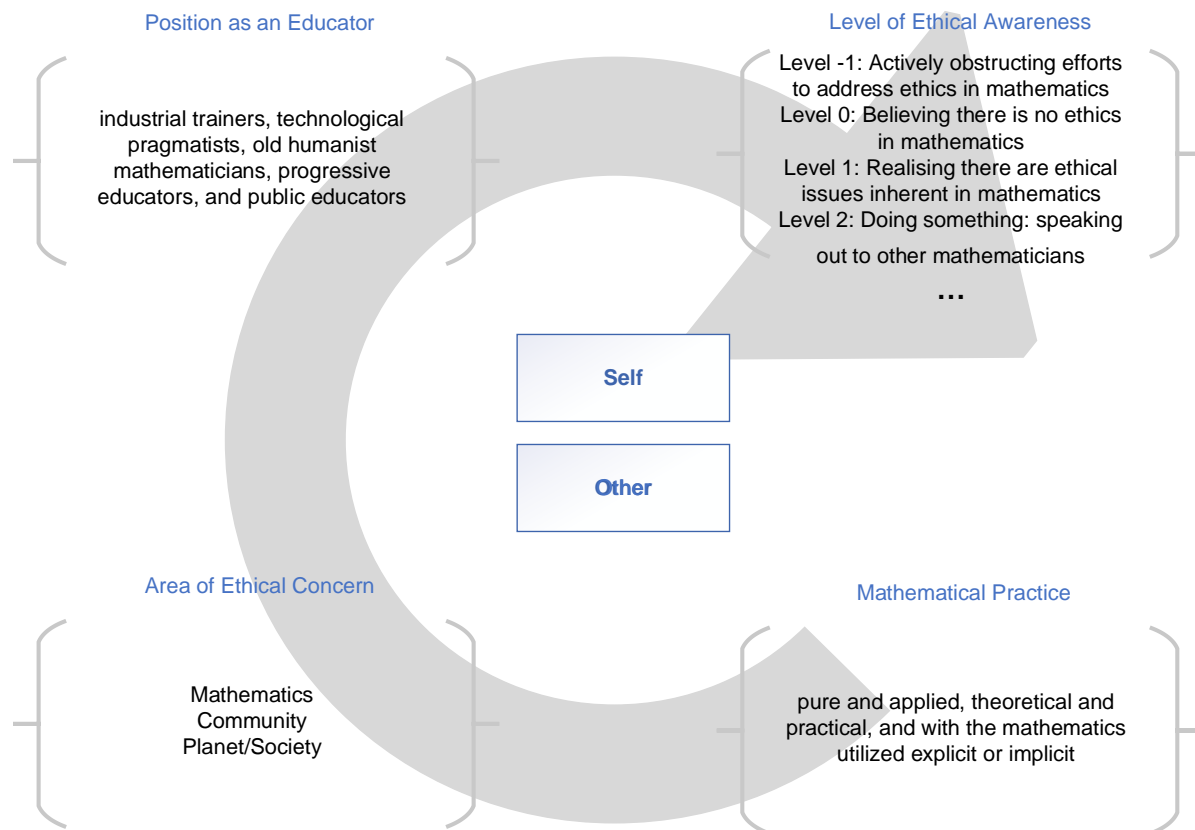 Position as an Educator
industrial trainers, technological
pragmatists, old humanist
mathematicians, progressive
educators, and public educators
Level of Ethical Awareness
Level -1: Actively obstructing efforts
to address ethics in mathematics
Level 0: Believing there is no ethics
in mathematics
Level 1: Realising there are ethical
issues inherent in mathematics
Level 2: Doing something: speaking
out to other mathematicians
...
Self
Other
Area of Ethical Concern
Mathematics
Community
Planet/Society
Mathematical Practice
pure and applied, theoretical and
practical, and with the mathematics
utilized explicit or implicit